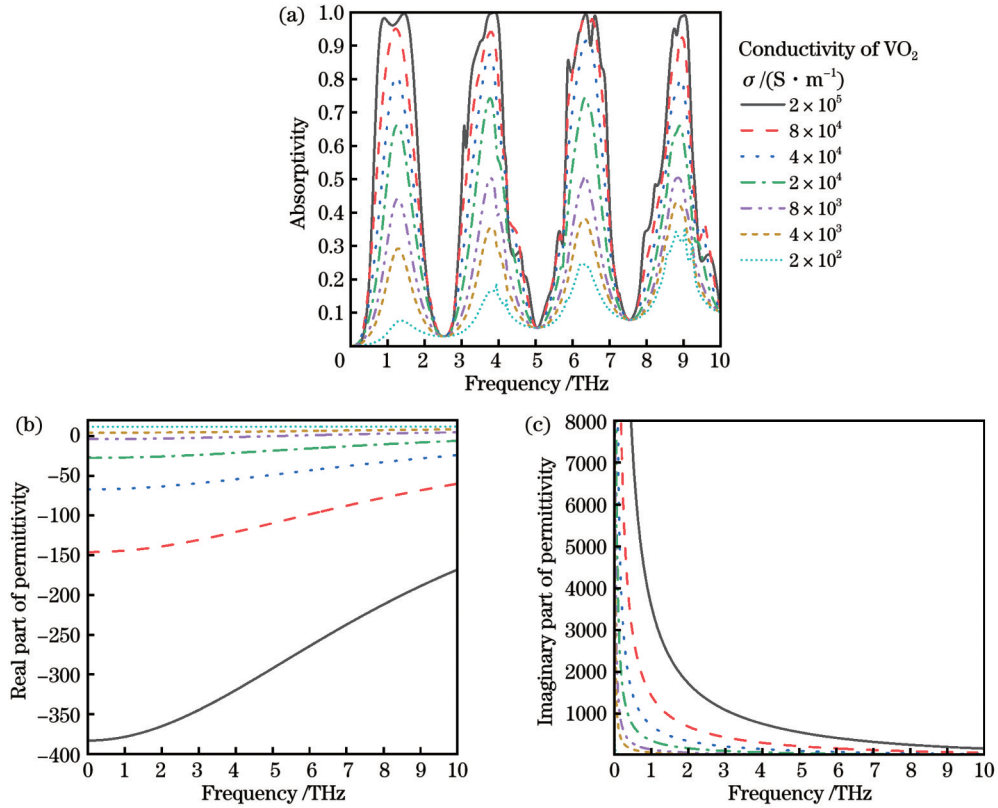 (a)
1.0
0.9
0.8
0.7
0.6
0.5
0.4
0.3
0.2
0.1
Absorptivity
0 1 2 3 4 5 6 7 8 9 10
Frequency /THz
Conductivity of VO₂
σ/(S · m⁻¹)
2 × 10⁵
8 × 10⁴
4 × 10⁴
2 × 10⁴
8 × 10³
4 × 10³
2 × 10²
(b)
0
−50
−100
−150
−200
−250
−300
−350
−400
Real part of permittivity
0 1 2 3 4 5 6 7 8 9 10
Frequency /THz
(c)
8000
7000
6000
5000
4000
3000
2000
1000
Imaginary part of permittivity
0 1 2 3 4 5 6 7 8 9 10
Frequency /THz